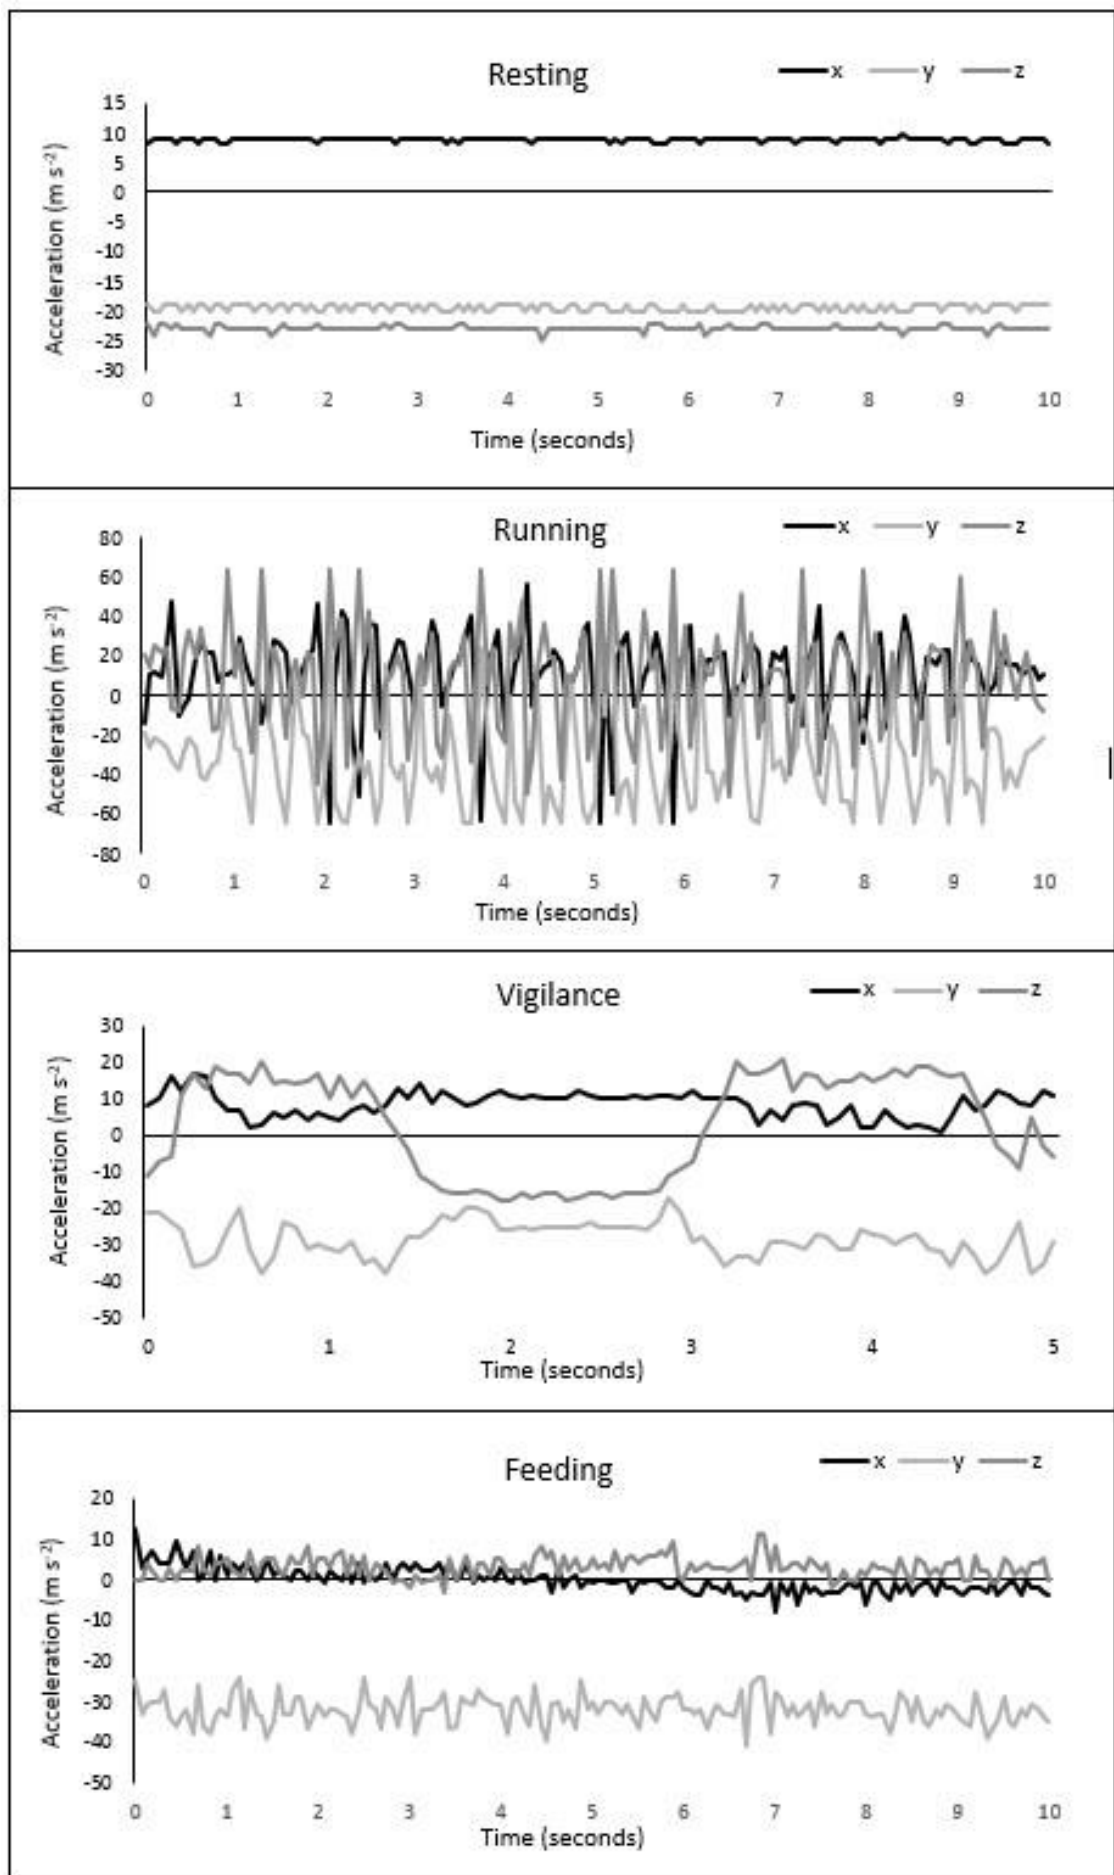 Resting x y z
15
10
5
0
-5
-10
-15
-20
-25
-30
Acceleration (m s-2)
0 1 2 3 4 5 6 7 8 9 10
Time (seconds)
Running x y z
80
60
40
20
0
-20
-40
-60
-80
Acceleration (m s-2)
0 1 2 3 4 5 6 7 8 9 10
Time (seconds)
Vigilance x y z
30
20
10
0
-10
-20
-30
-40
-50
Acceleration (m s-2)
0 1 2 3 4 5
Time (seconds)
Feeding x y z
20
10
0
-10
-20
-30
-40
-50
Acceleration (m s-2)
0 1 2 3 4 5 6 7 8 9 10
Time (seconds)